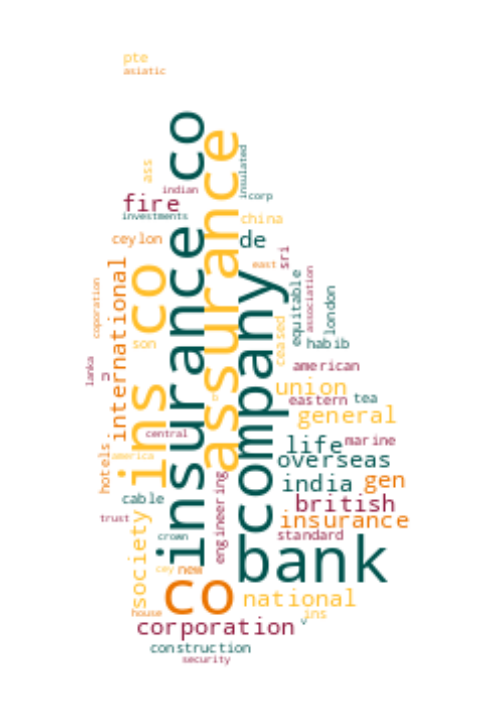 pte
asiatic
insurance co
assurance
insulated
ass
indian
corp
fire
investments
china
ceylon
de
sri
east
international
ins co
company
coporation
equitable
association
london
ceased
son
habib
lanka
n
american
union
b
eastern tea
general
central
life
marine
america
overseas
hotels
engineering
india
gen
cable
british
society
trust
insurance
crown
standard
bank
cey
new
co
national
house
ins
v
corporation
construction
security